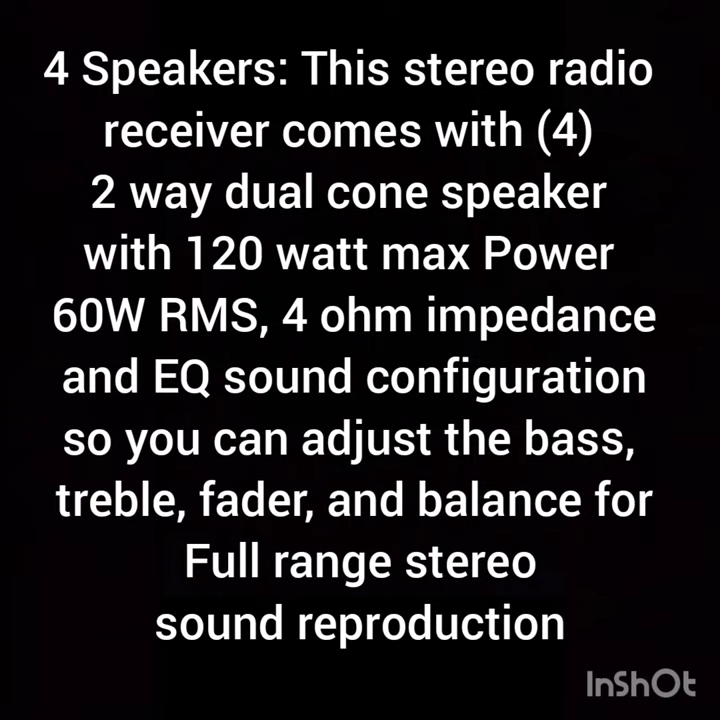 4 Speakers: This stereo radio
receiver comes with (4)
2 way dual cone speaker
with 120 watt max Power
60W RMS, 4 ohm impedance
and EQ sound configuration
so you can adjust the bass,
treble, fader, and balance for
Full range stereo
sound reproduction
InShOt